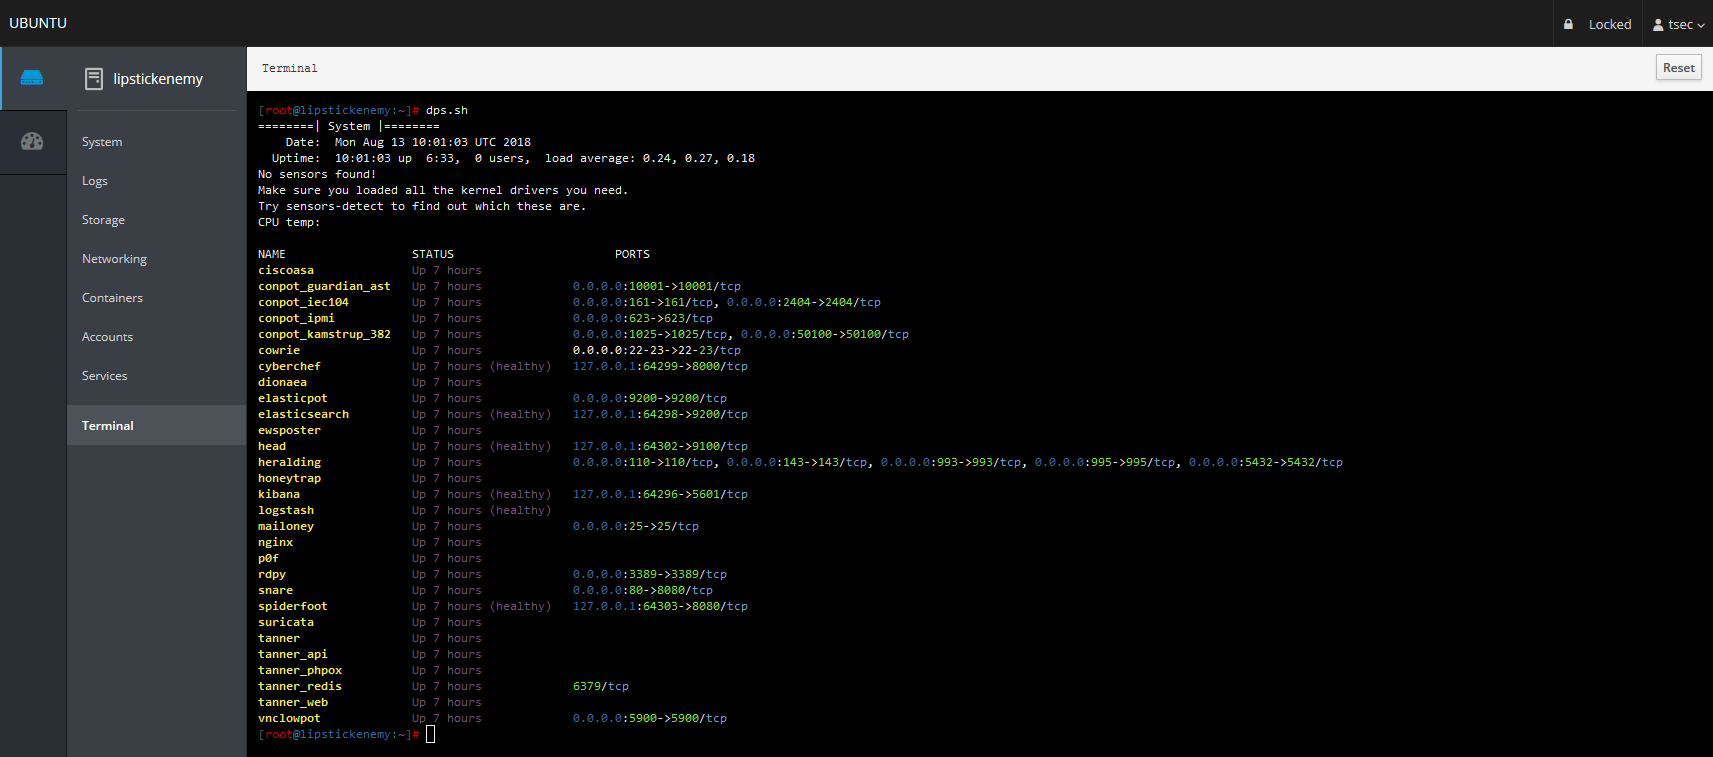 UBUNTU
Locked
tsec
lipstickenemy
System
Logs
Storage
Networking
Containers
Accounts
Services
Terminal
Terminal
Reset
[root@lipstickenemy:~]# dps.sh
========| System |========
Date: Mon Aug 13 10:01:03 UTC 2018
Uptime: 10:01:03 up 6:33, 0 users, load average: 0.24, 0.27, 0.18
No sensors found!
Make sure you loaded all the kernel drivers you need.
Try sensors-detect to find out which these are.
CPU temp:
NAME STATUS PORTS
ciscoasa Up 7 hours
conpot_guardian_ast Up 7 hours 0.0.0.0:10001->10001/tcp
conpot_iec104 Up 7 hours 0.0.0.0:161->161/tcp, 0.0.0.0:2404->2404/tcp
conpot_ipmi Up 7 hours 0.0.0.0:623->623/tcp
conpot_kamstrup_382 Up 7 hours 0.0.0.0:1025->1025/tcp, 0.0.0.0:50100->50100/tcp
cowrie Up 7 hours 0.0.0.0:22-23->22-23/tcp
cyberchef Up 7 hours (healthy) 127.0.0.1:64299->8000/tcp
dionaea Up 7 hours
elasticpot Up 7 hours 0.0.0.0:9200->9200/tcp
elasticsearch Up 7 hours (healthy) 127.0.0.1:64298->9200/tcp
ewsposter Up 7 hours
head Up 7 hours (healthy) 127.0.0.1:64302->9100/tcp
heralding Up 7 hours 0.0.0.0:110->110/tcp, 0.0.0.0:143->143/tcp, 0.0.0.0:993->993/tcp, 0.0.0.0:995->995/tcp, 0.0.0.0:5432->5432/tcp
honeytrap Up 7 hours
kibana Up 7 hours (healthy) 127.0.0.1:64296->5601/tcp
logstash Up 7 hours (healthy)
mailoney Up 7 hours 0.0.0.0:25->25/tcp
nginx Up 7 hours
p0f Up 7 hours
rdpy Up 7 hours 0.0.0.0:3389->3389/tcp
snare Up 7 hours 0.0.0.0:80->8080/tcp
spiderfoot Up 7 hours (healthy) 127.0.0.1:64303->8080/tcp
suricata Up 7 hours
tanner Up 7 hours
tanner_api Up 7 hours
tanner_phpox Up 7 hours
tanner_redis Up 7 hours 6379/tcp
tanner_web Up 7 hours
vnclowpot Up 7 hours 0.0.0.0:5900->5900/tcp
[root@lipstickenemy:~]#